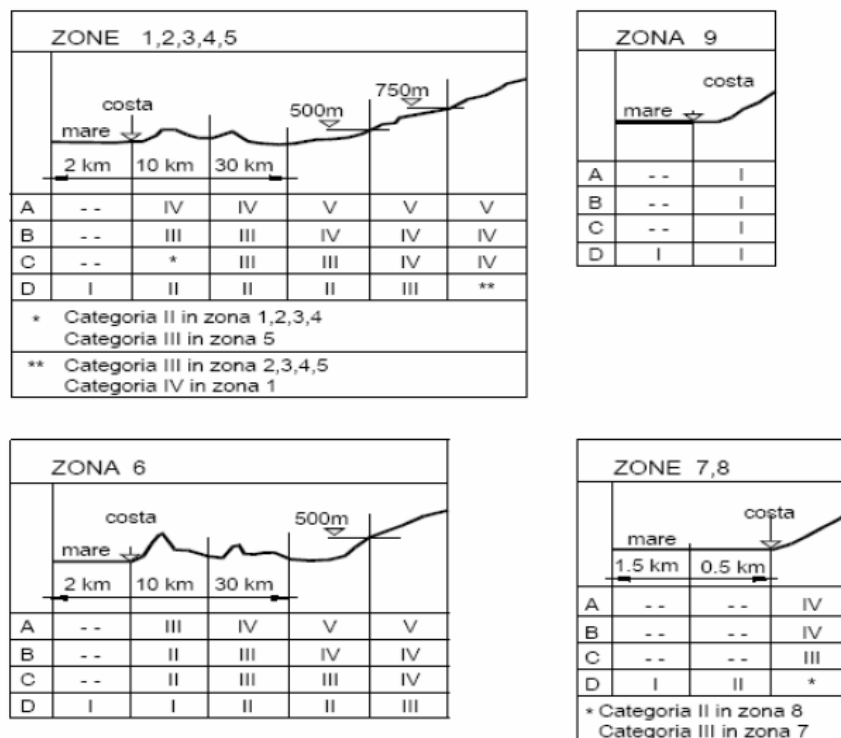 ZONE 1,2,3,4,5
costa
mare
500m
750m
2 km 10 km 30 km
A -- IV IV V V V
B -- III III IV IV IV
C -- * III III IV IV
D I II II II III **
* Categoria II in zona 1,2,3,4
Categoria III in zona 5
** Categoria III in zona 2,3,4,5
Categoria IV in zona 1
ZONA 9
costa
mare
A -- I
B -- I
C -- I
D I I
ZONA 6
costa
mare
500m
2 km 10 km 30 km
A -- III IV V V
B -- II III IV IV
C -- II III III IV
D I I II II III
ZONE 7,8
costa
mare
1.5 km 0.5 km
A -- -- IV
B -- -- IV
C -- -- III
D I II *
* Categoria II in zona 8
Categoria III in zona 7